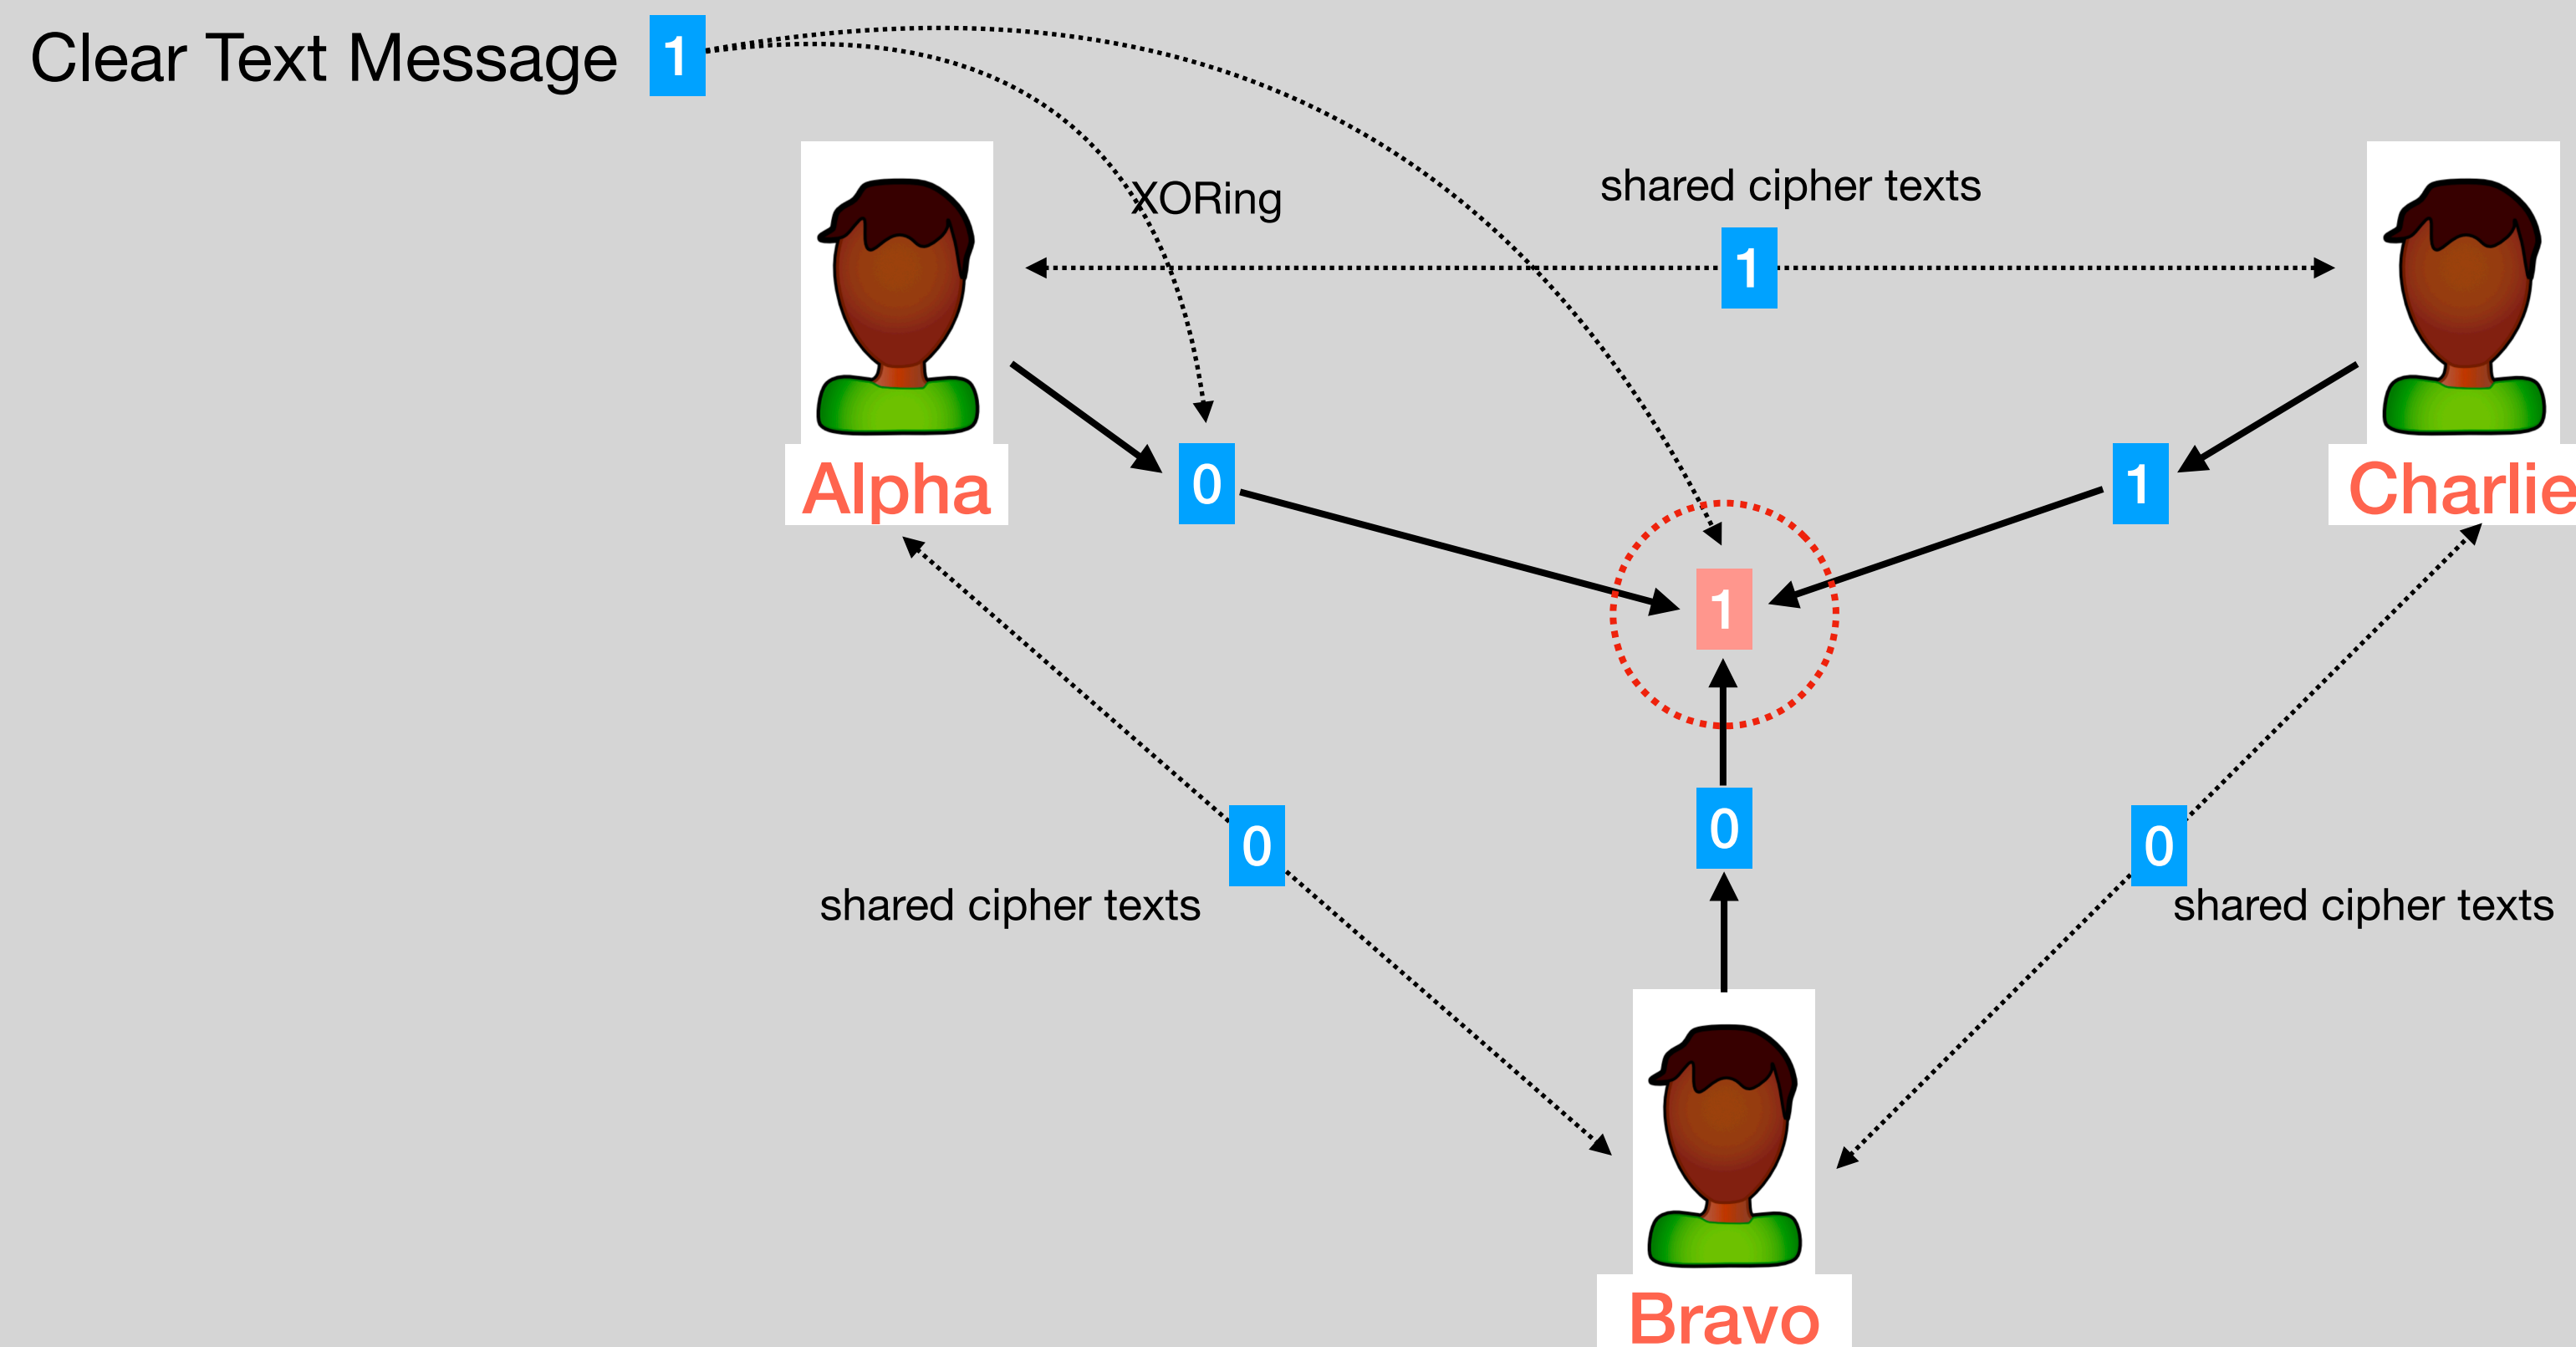 Clear Text Message 1
XORing
shared cipher texts
1
Alpha
0
1
Charlie
1
0
0
0
shared cipher texts
shared cipher texts
Bravo